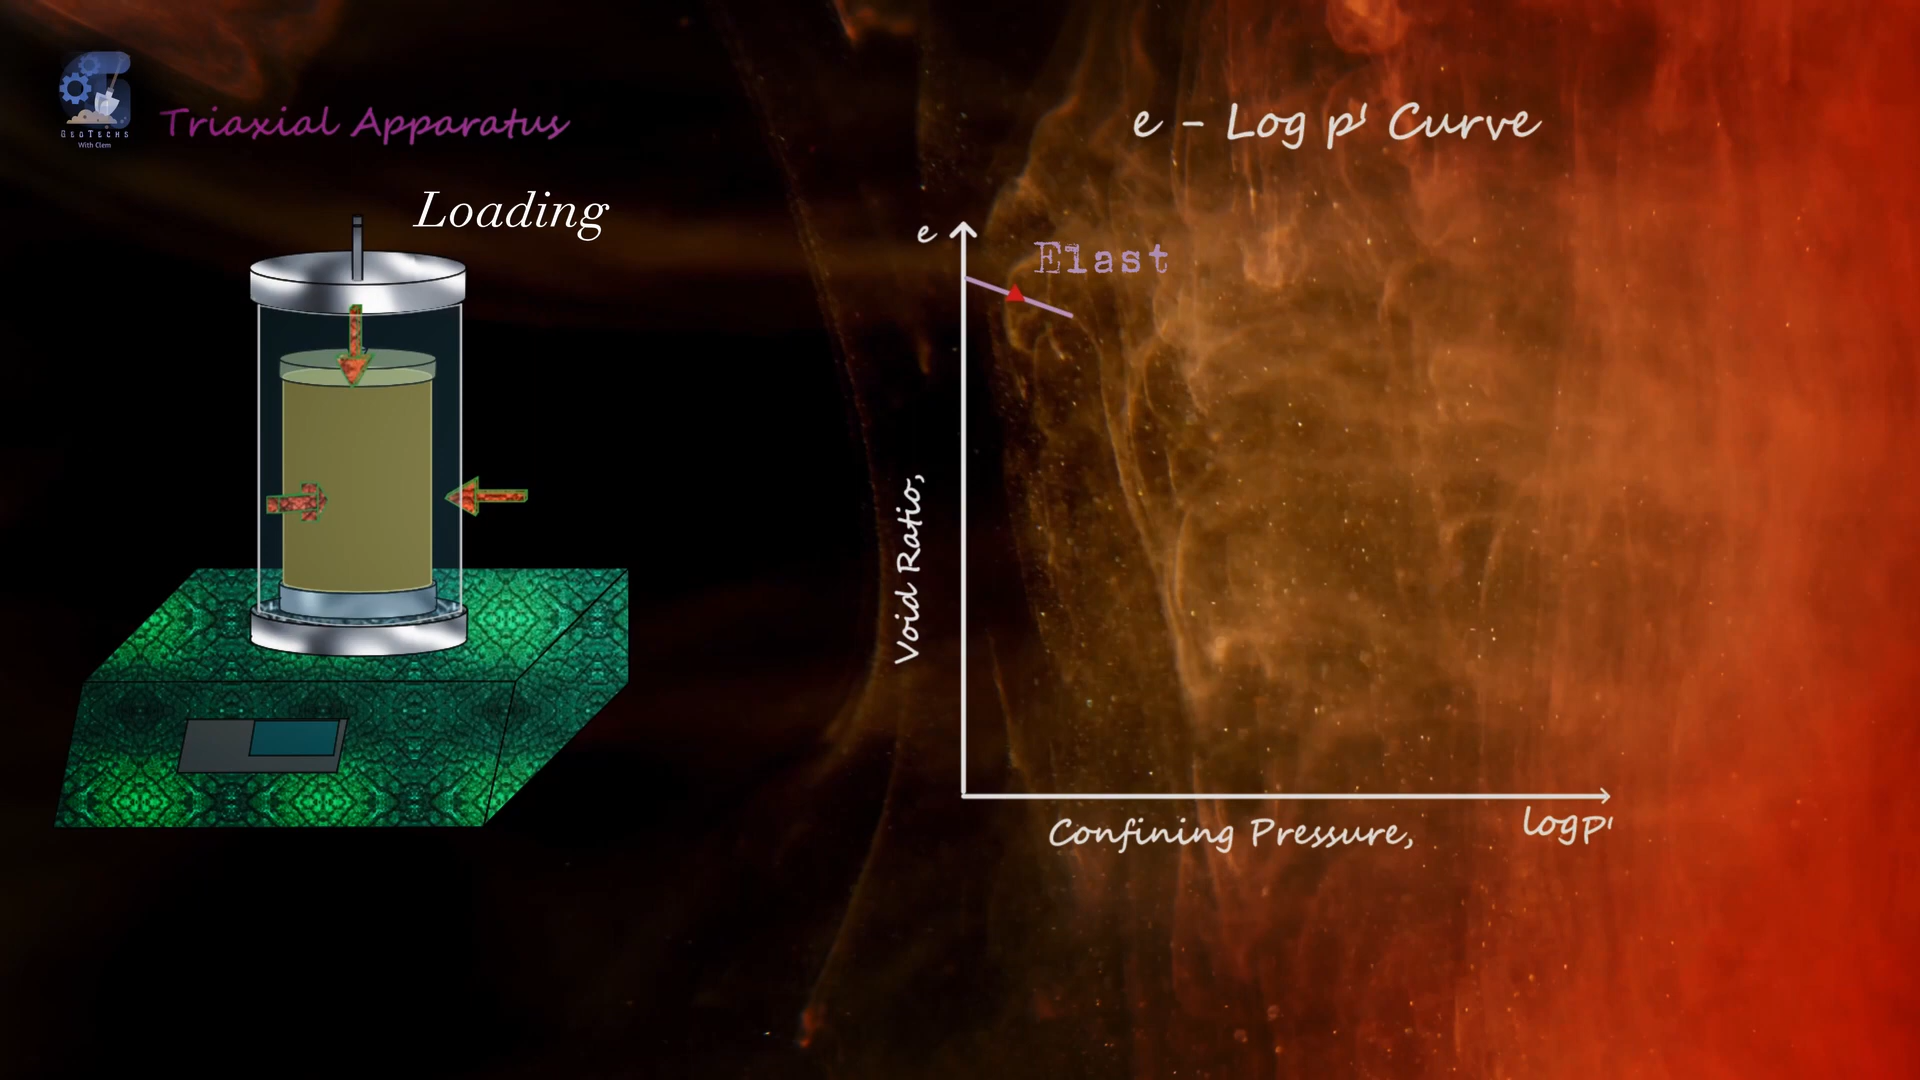 GEOTECHS
With Clem
Triaxial Apparatus
Loading
e - Log p' Curve
e
Elast
Void Ratio,
Confining Pressure,
logp'